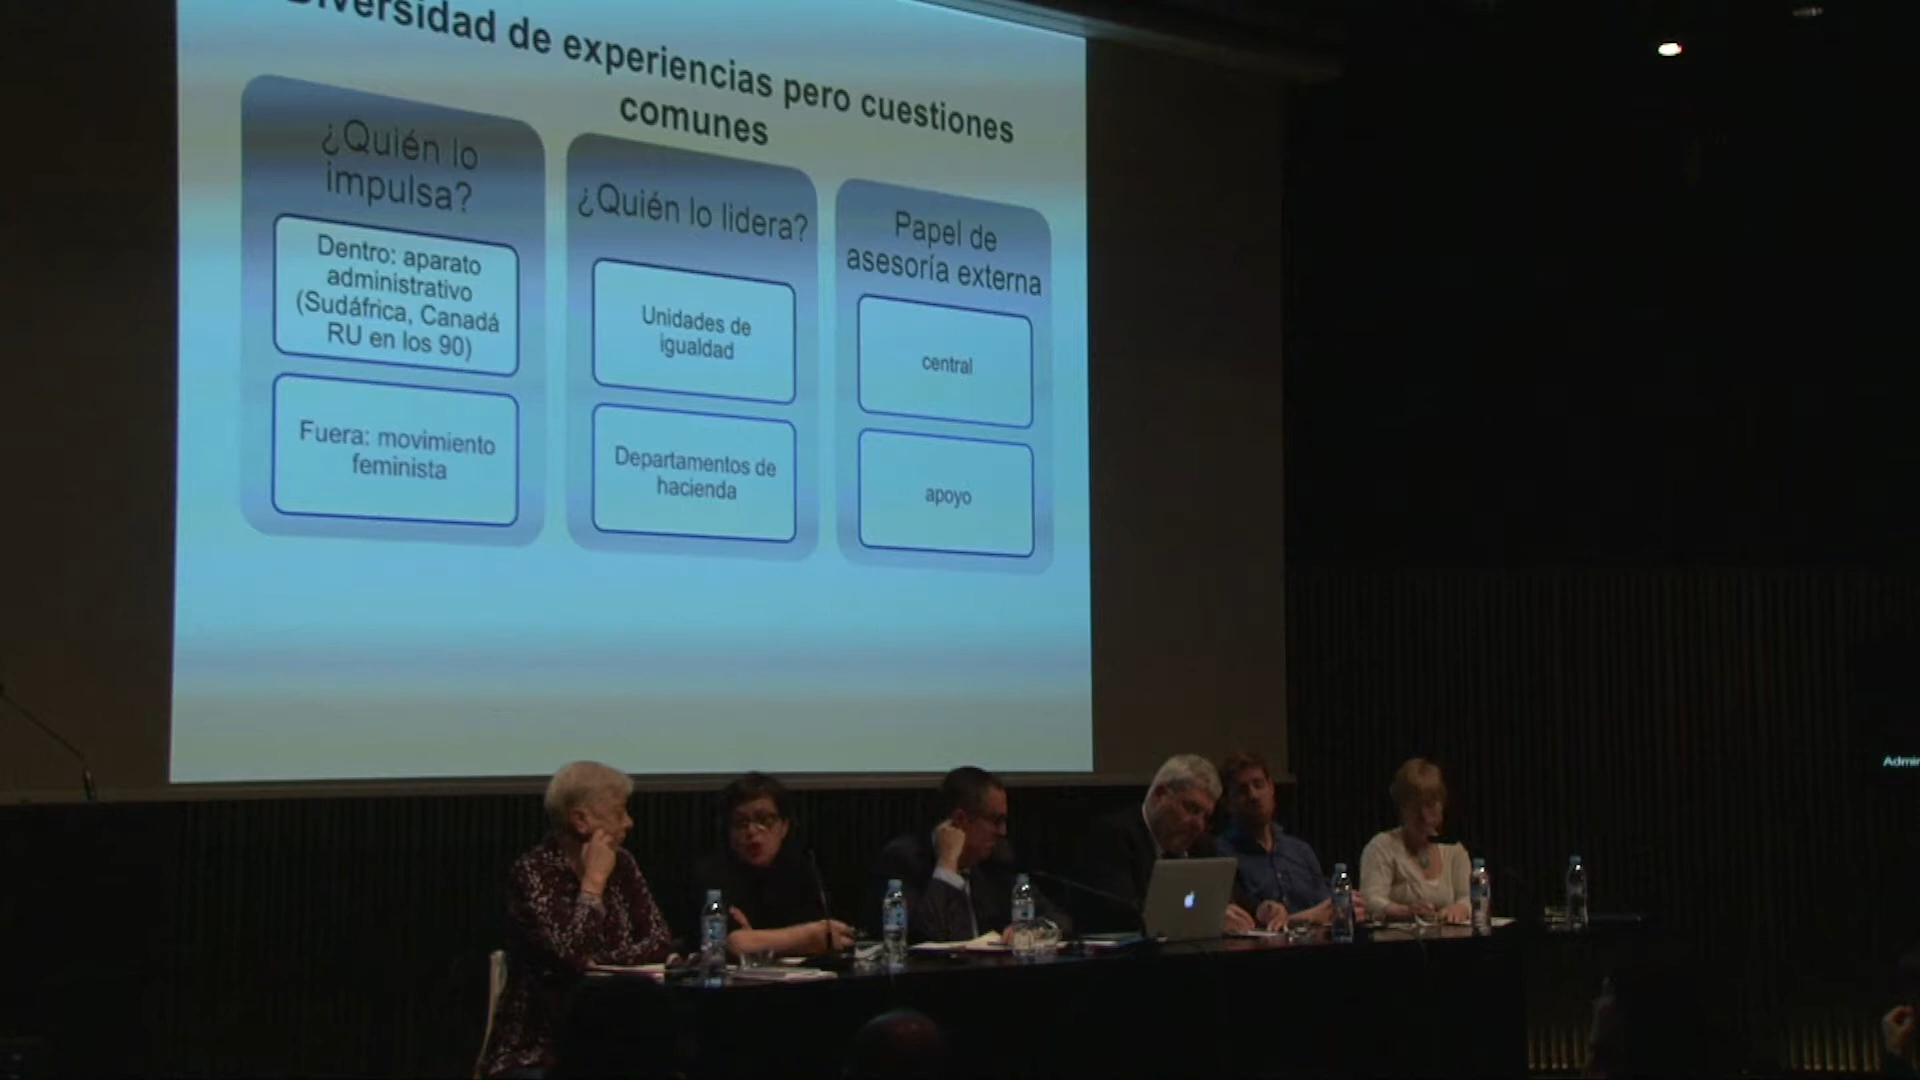 Diversidad de experiencias pero cuestiones
comunes
¿Quién lo
impulsa?
Dentro: aparato
administrativo
(Sudáfrica, Canadá
RU en los 90)
Fuera: movimiento
feminista
¿Quién lo lidera?
Unidades de
igualdad
Departamentos de
hacienda
Papel de
asesoría externa
central
apoyo